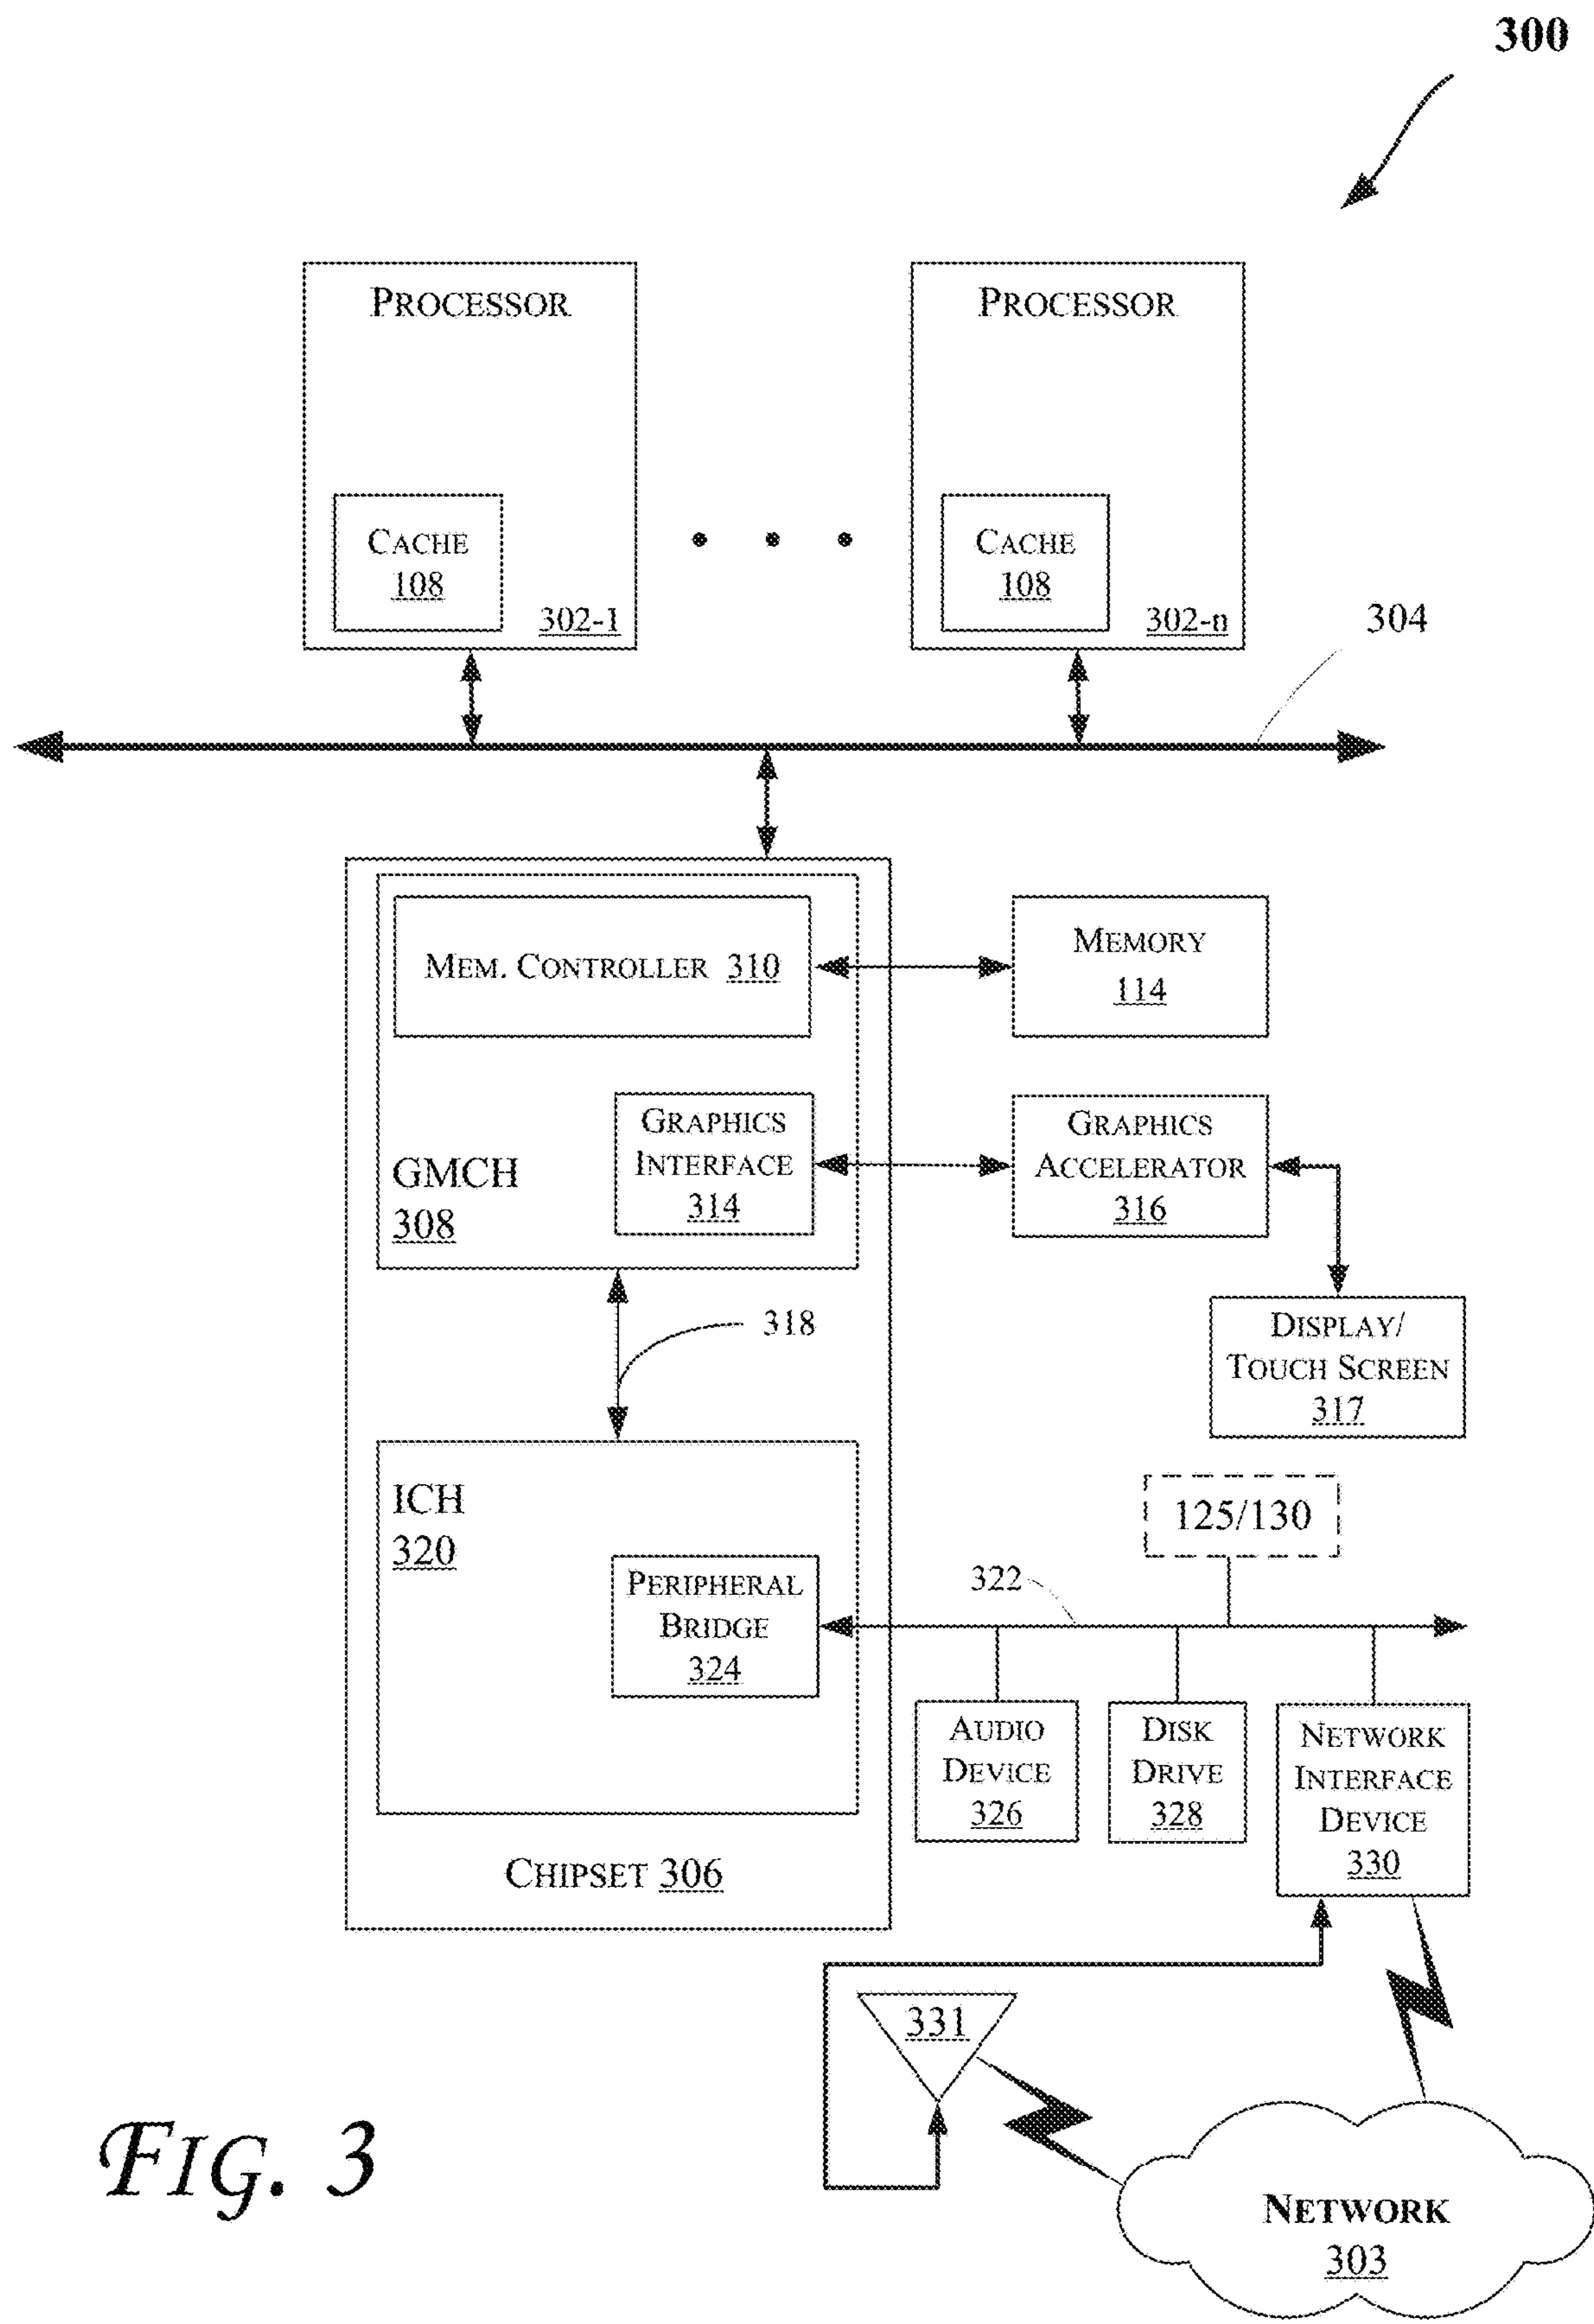 300
PROCESSOR
CACHE
108
302-1
PROCESSOR
CACHE
108
302-n
304
MEM. CONTROLLER 310
MEMORY
114
GRAPHICS
INTERFACE
314
GMCH
308
GRAPHICS
ACCELERATOR
316
318
DISPLAY/
TOUCH SCREEN
317
ICH
320
125/130
322
PERIPHERAL
BRIDGE
324
AUDIO
DEVICE
326
DISK
DRIVE
328
NETWORK
INTERFACE
DEVICE
330
CHIPSET 306
331
NETWORK
303
FIG. 3